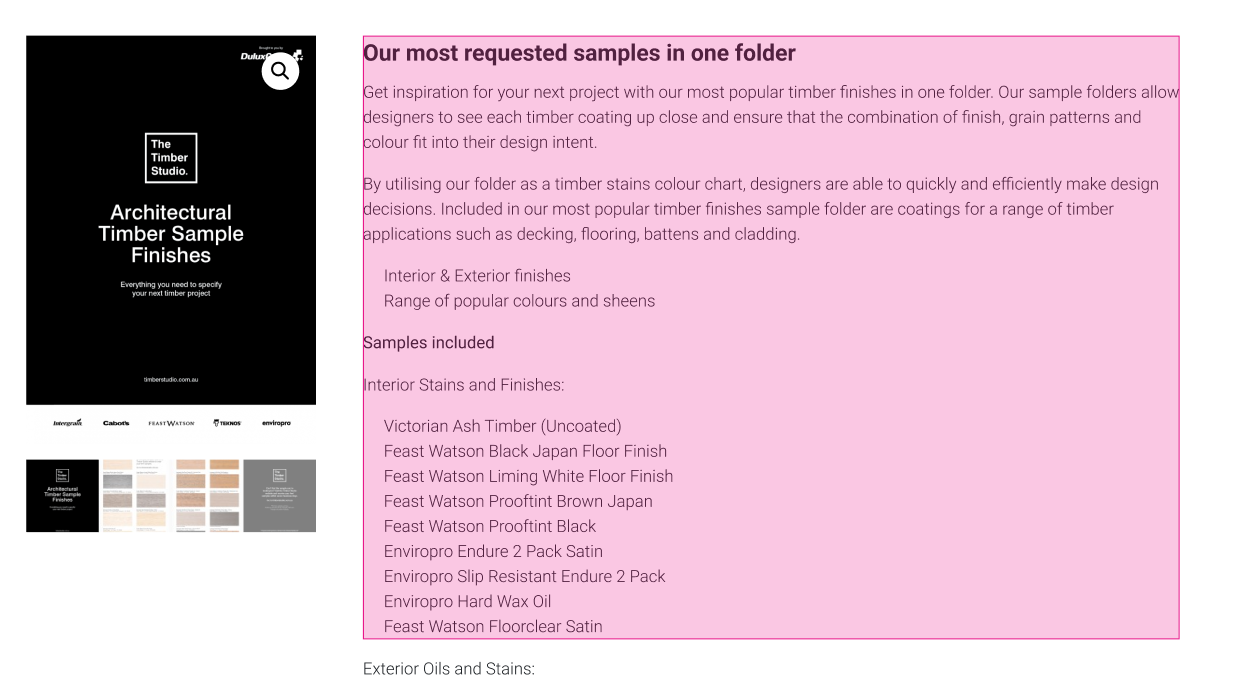 Brought to you by
Dulux
The
Timber
Studio.
Architectural
Timber Sample
Finishes
Everything you need to specify
your next timber project
timberstudio.com.au
Intergrain Cabot's FEAST WATSON TEKNOS enviropro
The
Timber
Studio.
Architectural
Timber Sample
Finishes
Our most requested samples in one folder
Get inspiration for your next project with our most popular timber finishes in one folder. Our sample folders allow
designers to see each timber coating up close and ensure that the combination of finish, grain patterns and
colour fit into their design intent.
By utilising our folder as a timber stains colour chart, designers are able to quickly and efficiently make design
decisions. Included in our most popular timber finishes sample folder are coatings for a range of timber
applications such as decking, flooring, battens and cladding.
Interior & Exterior finishes
Range of popular colours and sheens
Samples included
Interior Stains and Finishes:
Victorian Ash Timber (Uncoated)
Feast Watson Black Japan Floor Finish
Feast Watson Liming White Floor Finish
Feast Watson Prooftint Brown Japan
Feast Watson Prooftint Black
Enviropro Endure 2 Pack Satin
Enviropro Slip Resistant Endure 2 Pack
Enviropro Hard Wax Oil
Feast Watson Floorclear Satin
Exterior Oils and Stains: